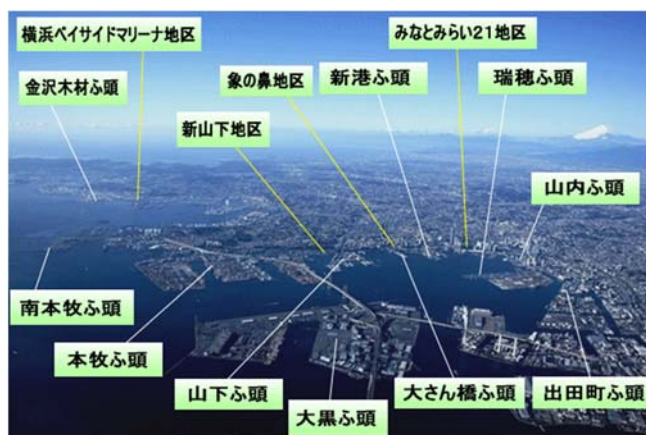 横浜ベイサイドマリーナ地区
みなとみらい21地区
金沢木材ふ頭
象の鼻地区
新港ふ頭
瑞穂ふ頭
新山下地区
山内ふ頭
南本牧ふ頭
本牧ふ頭
山下ふ頭
大黒ふ頭
大さん橋ふ頭
出田町ふ頭